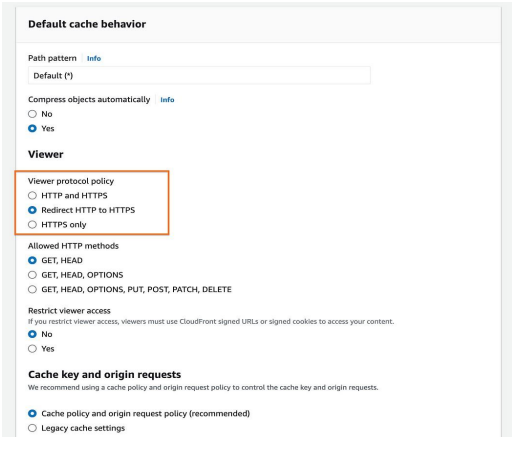 Default cache behavior
Path pattern Info
Default (*)
Compress objects automatically Info
No
Yes
Viewer
Viewer protocol policy
HTTP and HTTPS
Redirect HTTP to HTTPS
HTTPS only
Allowed HTTP methods
GET, HEAD
GET, HEAD, OPTIONS
GET, HEAD, OPTIONS, PUT, POST, PATCH, DELETE
Restrict viewer access
If you restrict viewer access, viewers must use CloudFront signed URLs or signed cookies to access your content.
No
Yes
Cache key and origin requests
We recommend using a cache policy and origin request policy to control the cache key and origin requests.
Cache policy and origin request policy (recommended)
Legacy cache settings